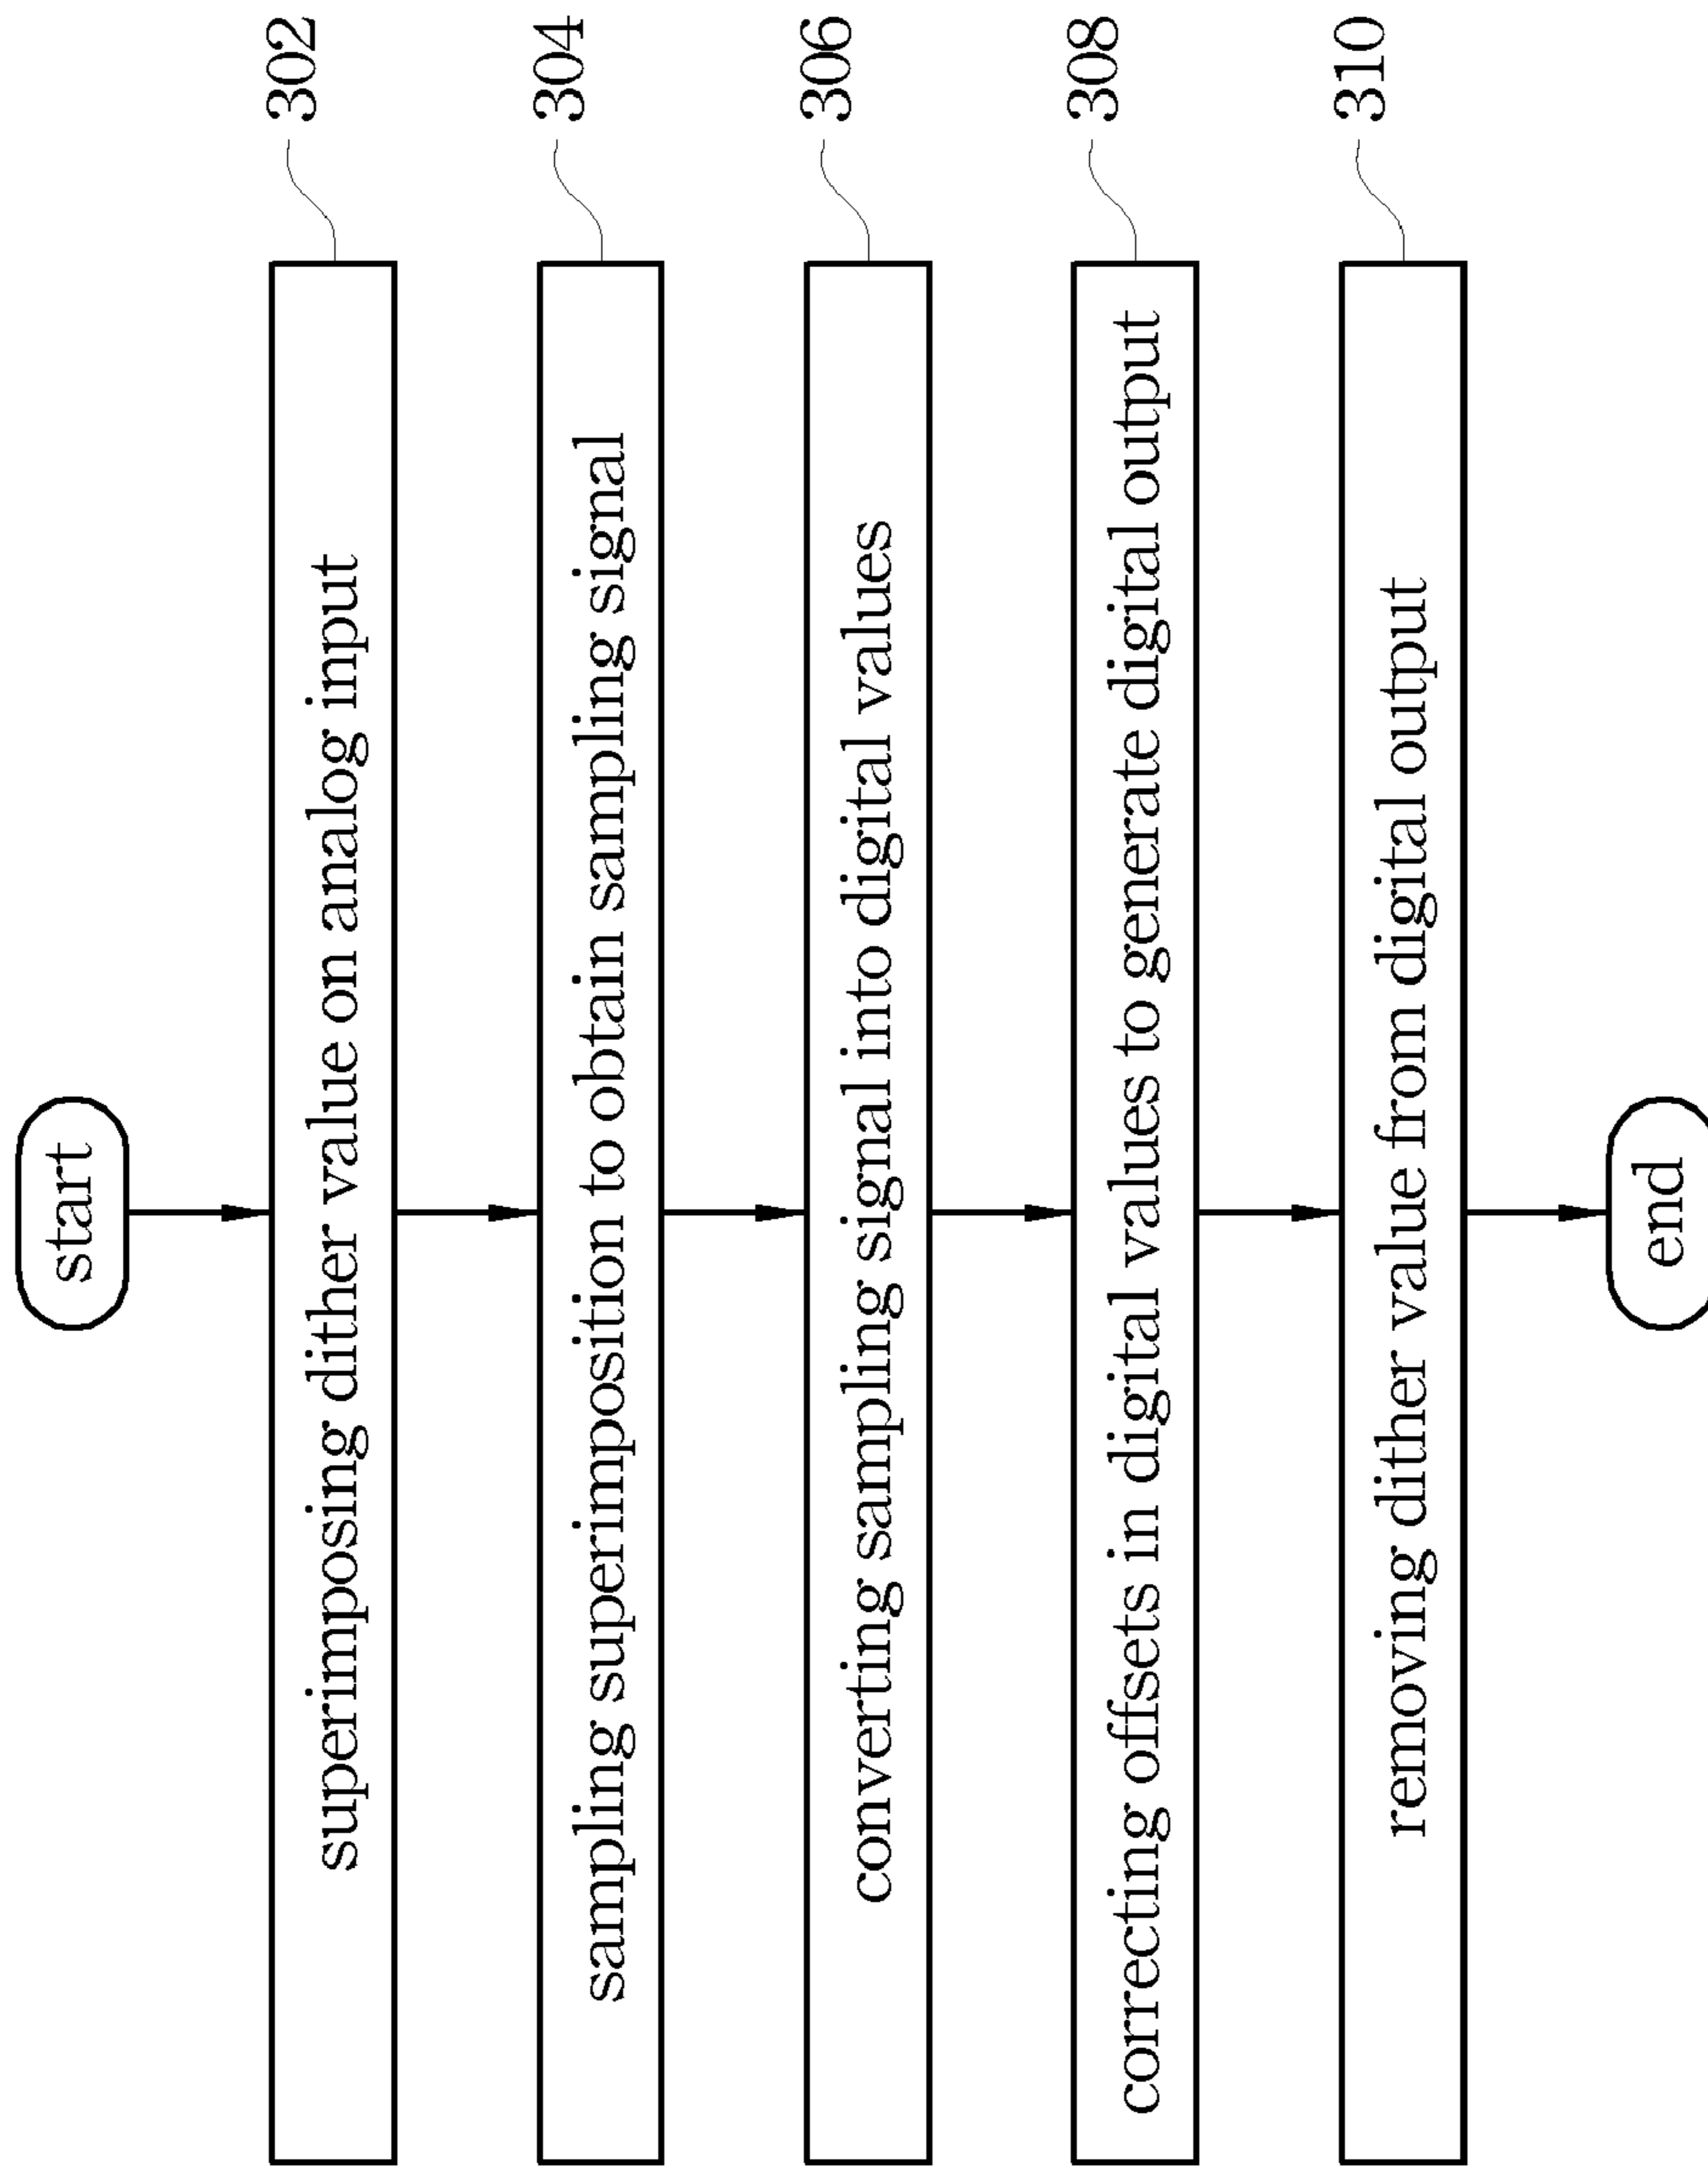 start
superimposing dither value on analog input
302
sampling superimposition to obtain sampling signal
304
converting sampling signal into digital values
306
correcting offsets in digital values to generate digital output
308
removing dither value from digital output
310
end